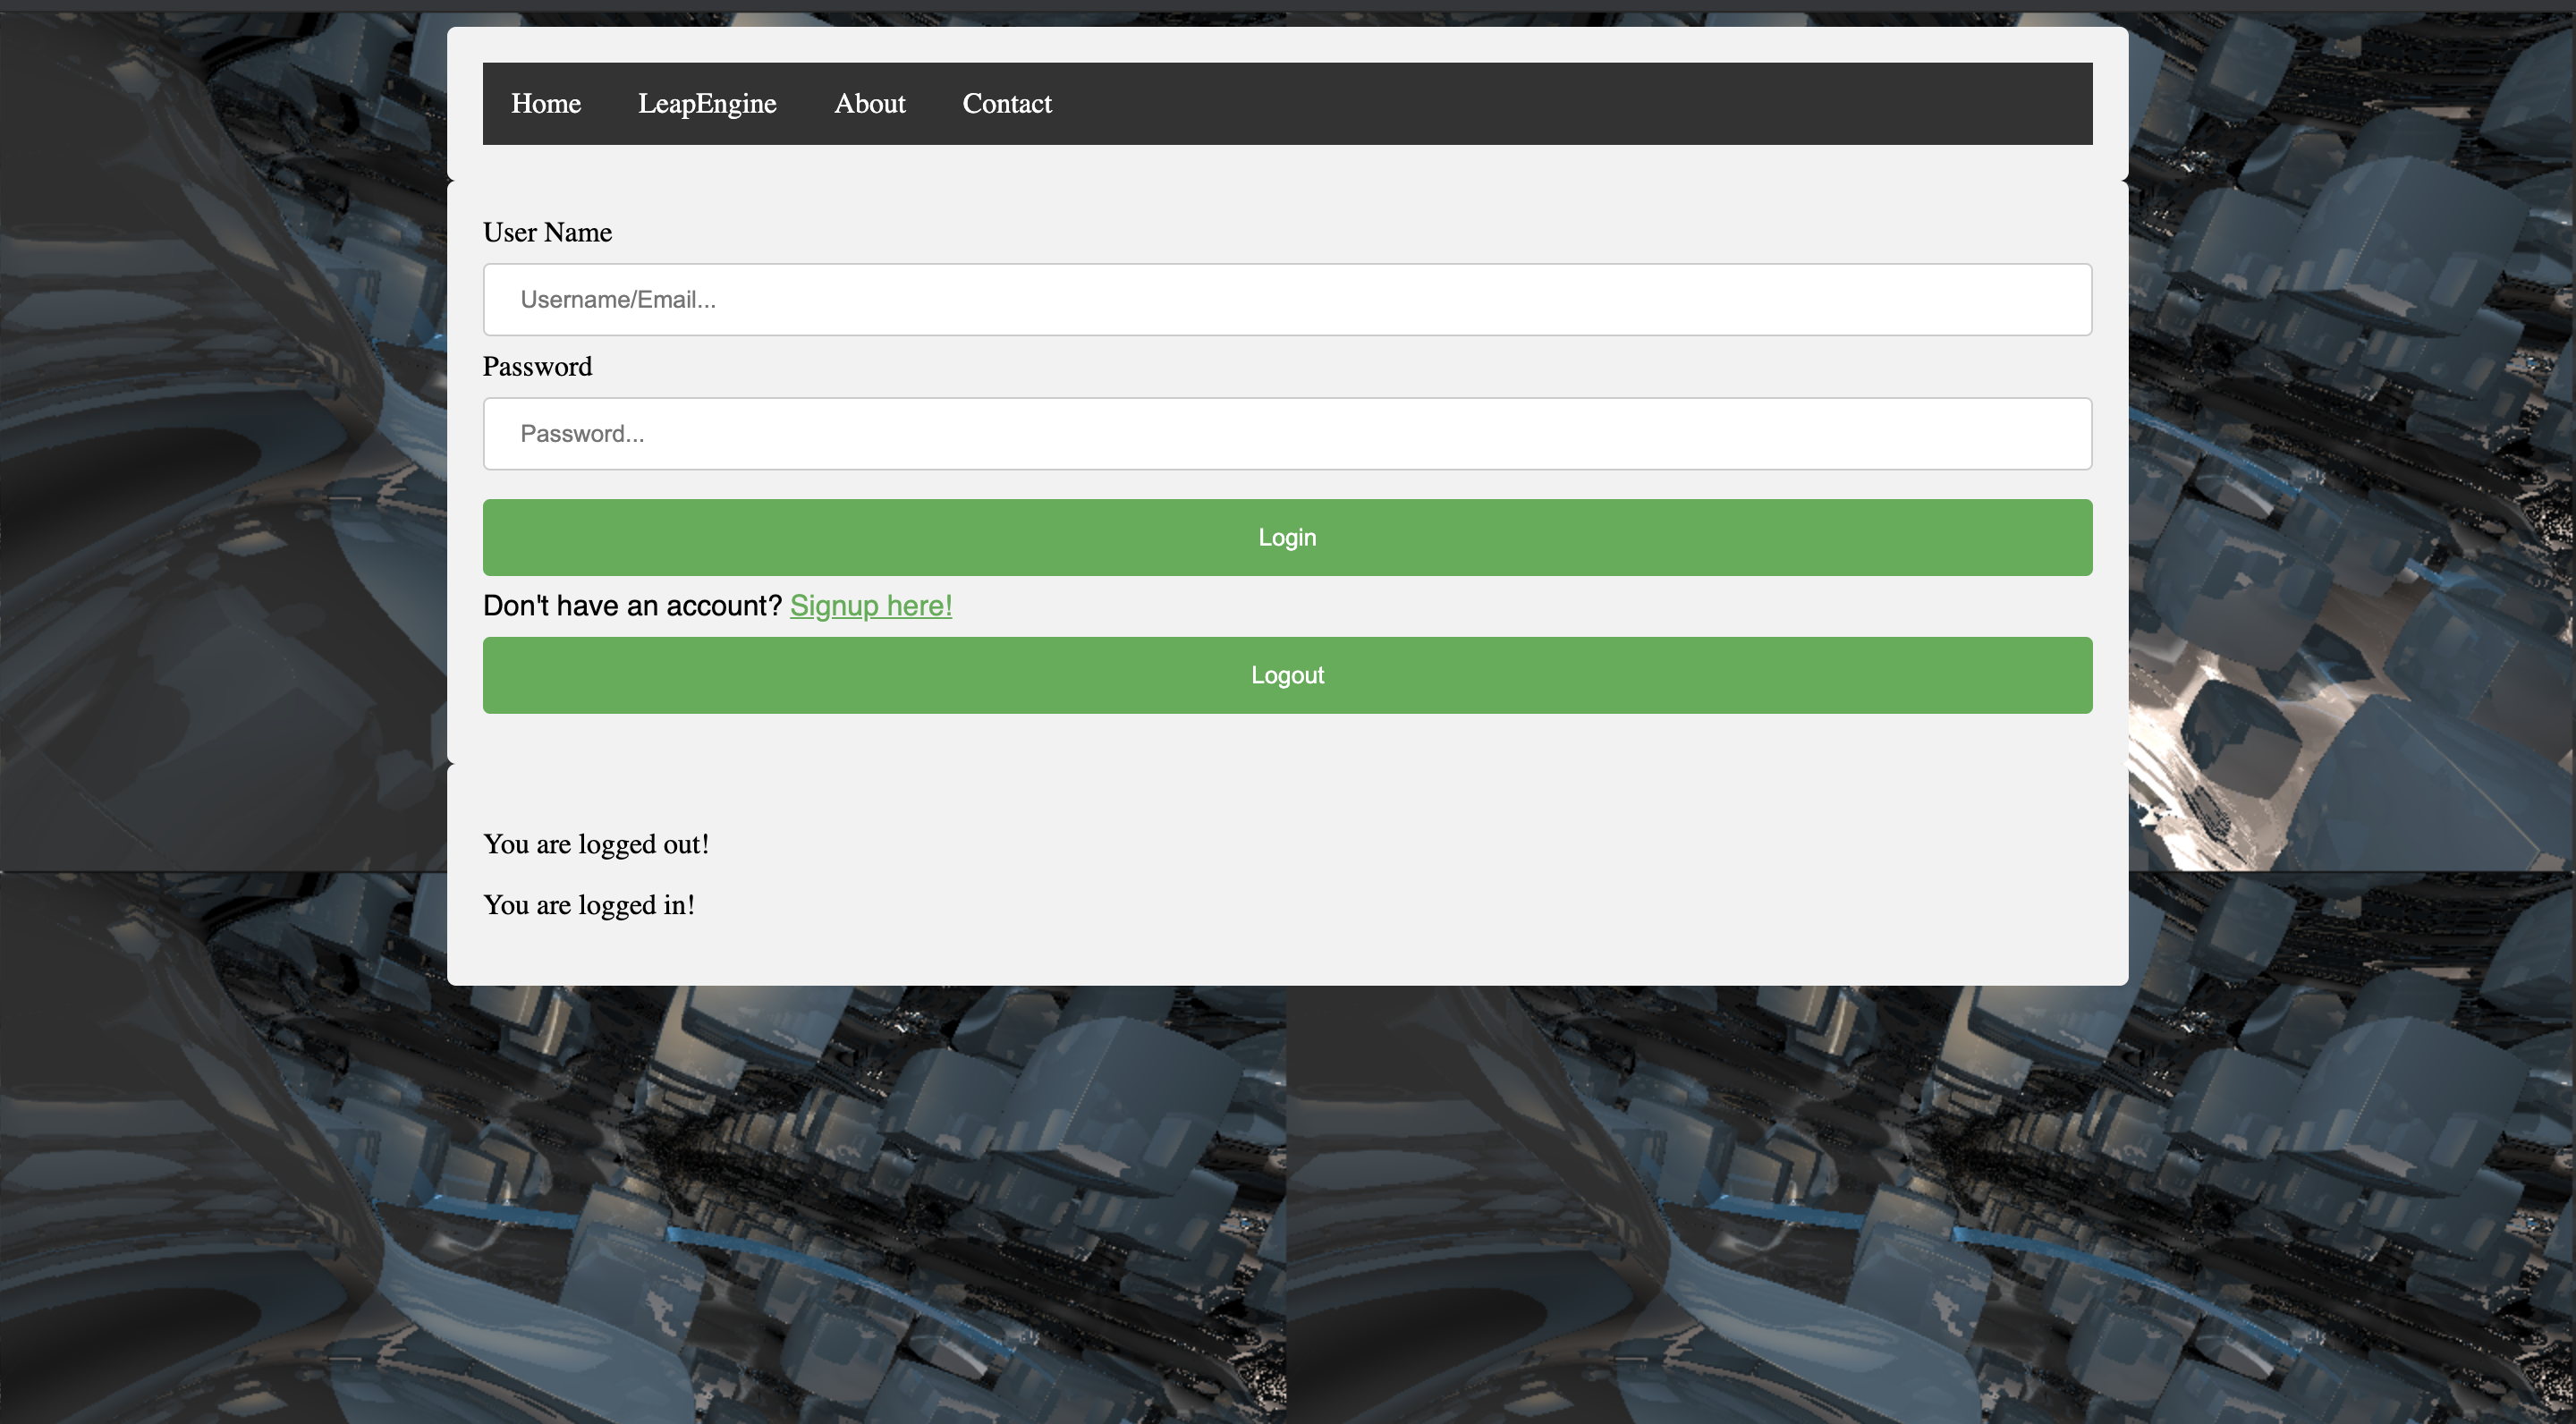 Home LeapEngine About Contact
User Name
Username/Email...
Password
Password...
Login
Don't have an account? Signup here!
Logout
You are logged out!
You are logged in!